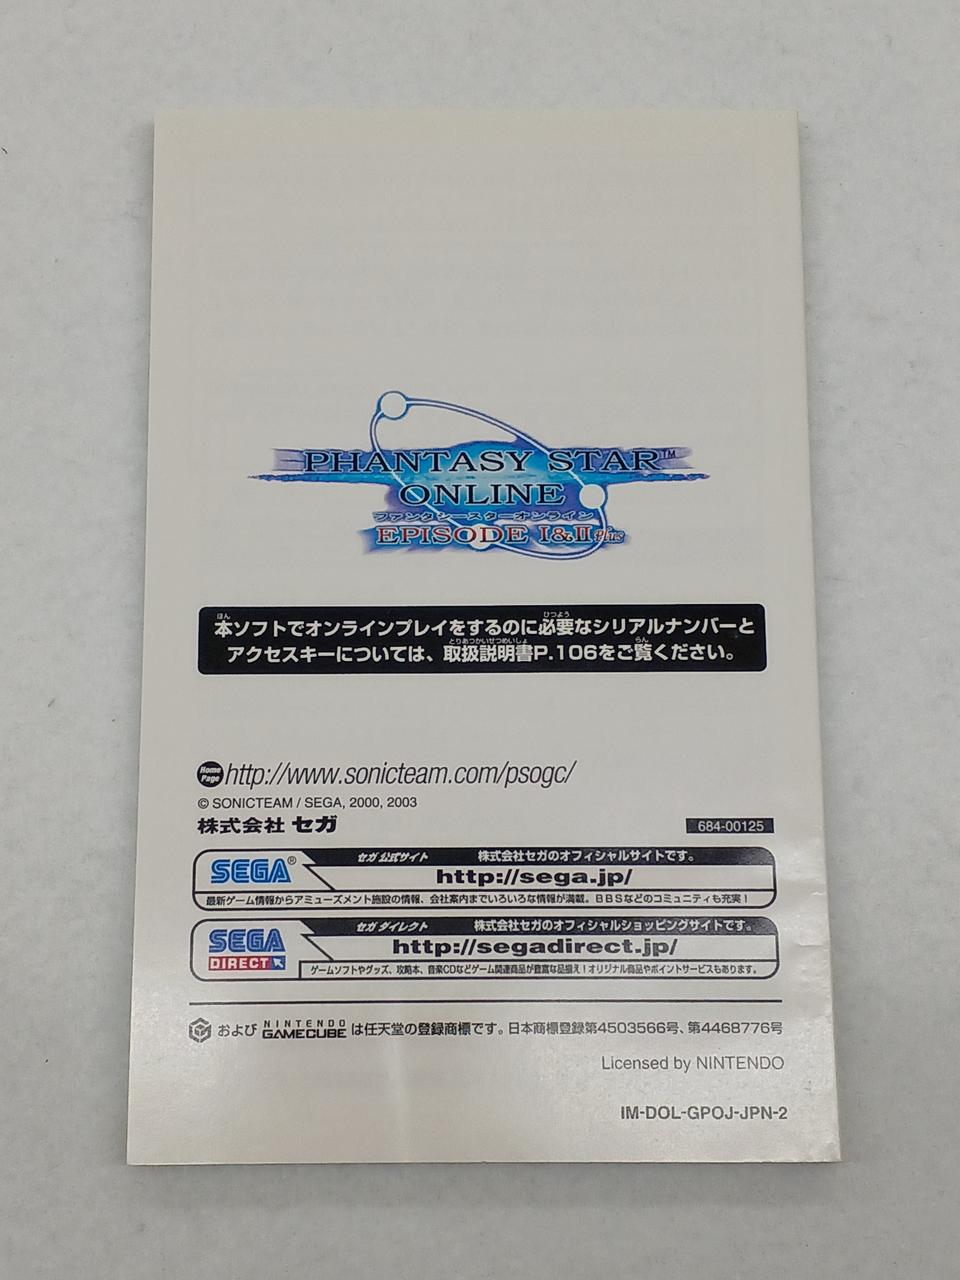 PHANTASY STAR™
ONLINE
ファンタシースターオンライン
EPISODE I&II Plus
本ソフトでオンラインプレイをするのに必要なシリアルナンバーと
アクセスキーについては、取扱説明書P.106をご覧ください。
Home Page http://www.sonicteam.com/psogc/
© SONICTEAM / SEGA, 2000, 2003
株式会社 セガ
684-00125
SEGA® セガ 公式サイト 株式会社セガのオフィシャルサイトです。
http://sega.jp/
最新ゲーム情報からアミューズメント施設の情報、会社案内までいろいろな情報が満載。BBSなどのコミュニティも充実！
SEGA DIRECT セガ ダイレクト 株式会社セガのオフィシャルショッピングサイトです。
http://segadirect.jp/
ゲームソフトやグッズ、攻略本、音楽CDなどゲーム関連商品が豊富な品揃え！オリジナル商品やポイントサービスもあります。
および NINTENDO GAMECUBE は任天堂の登録商標です。日本商標登録第4503566号、第4468776号
Licensed by NINTENDO
IM-DOL-GPOJ-JPN-2